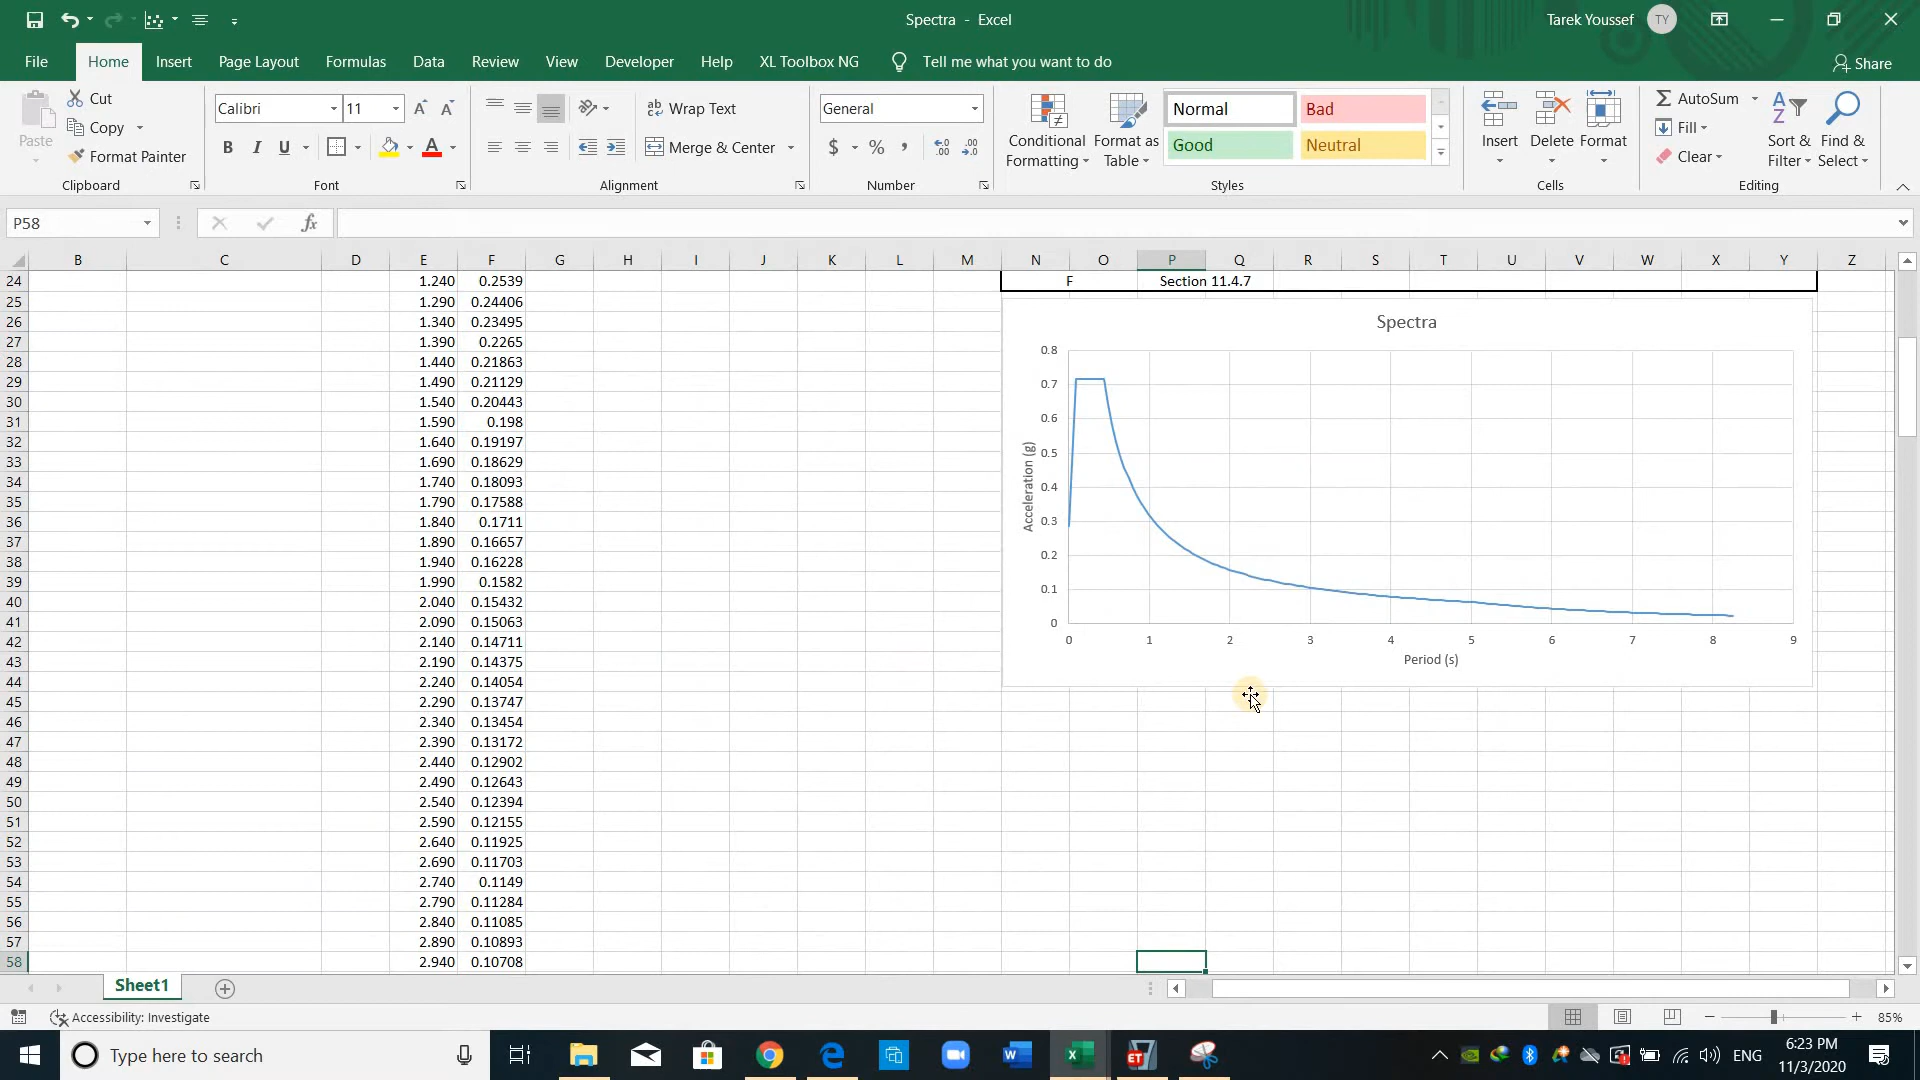 Spectra - Excel
Tarek Youssef
TY
File Home Insert Page Layout Formulas Data Review View Developer Help XL Toolbox NG Tell me what you want to do Share
Paste
Cut
Copy
Format Painter
Clipboard
Calibri 11
B I U
Font
Wrap Text
Merge & Center
Alignment
General
$ % ,
Number
Conditional Formatting
Format as Table
Normal Bad
Good Neutral
Styles
Insert Delete Format
Cells
AutoSum
Fill
Clear
Sort & Filter
Find & Select
Editing
P58
fx
B C D E F G H I J K L M N O P Q R S T U V W X Y Z
24 1.240 0.2539 F Section 11.4.7
25 1.290 0.24406
26 1.340 0.23495
27 1.390 0.2265
28 1.440 0.21863
29 1.490 0.21129
30 1.540 0.20443
31 1.590 0.198
32 1.640 0.19197
33 1.690 0.18629
34 1.740 0.18093
35 1.790 0.17588
36 1.840 0.1711
37 1.890 0.16657
38 1.940 0.16228
39 1.990 0.1582
40 2.040 0.15432
41 2.090 0.15063
42 2.140 0.14711
43 2.190 0.14375
44 2.240 0.14054
45 2.290 0.13747
46 2.340 0.13454
47 2.390 0.13172
48 2.440 0.12902
49 2.490 0.12643
50 2.540 0.12394
51 2.590 0.12155
52 2.640 0.11925
53 2.690 0.11703
54 2.740 0.1149
55 2.790 0.11284
56 2.840 0.11085
57 2.890 0.10893
58 2.940 0.10708
Spectra
Acceleration (g)
0.8
0.7
0.6
0.5
0.4
0.3
0.2
0.1
0
0 1 2 3 4 5 6 7 8 9
Period (s)
Sheet1
Accessibility: Investigate
85%
Type here to search
ENG
6:23 PM
11/3/2020